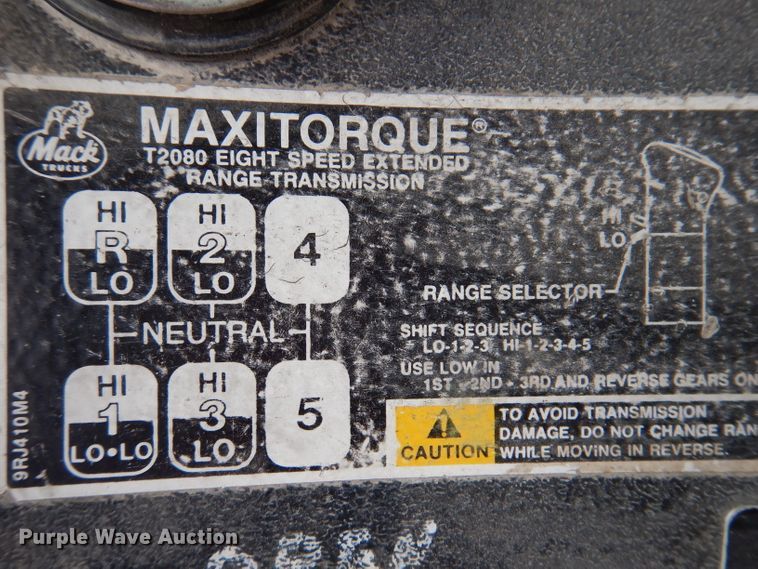 Mack
TRUCKS
MAXITORQUE®
T2080 EIGHT SPEED EXTENDED
RANGE TRANSMISSION
HI
R
LO
HI
2
LO
4
NEUTRAL
HI
1
LO•LO
HI
3
LO
5
HI
LO
RANGE SELECTOR
SHIFT SEQUENCE
LO-1-2-3 HI-1-2-3-4-5
USE LOW IN
1ST - 2ND - 3RD AND REVERSE GEARS ON
CAUTION
TO AVOID TRANSMISSION
DAMAGE, DO NOT CHANGE RAN
WHILE MOVING IN REVERSE.
9RJ410M4
Purple Wave Auction